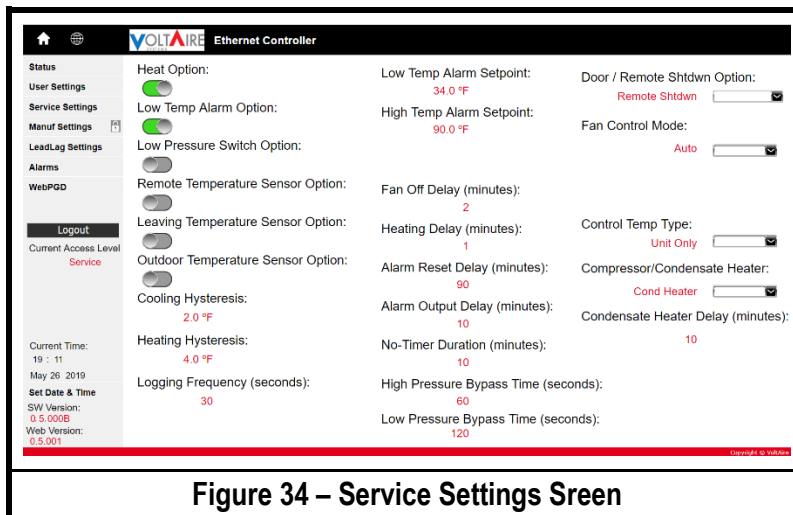 VOLTAIRE
SYSTEMS
Ethernet Controller
Status
User Settings
Service Settings
Manuf Settings
LeadLag Settings
Alarms
WebPGD
Logout
Current Access Level
Service
Current Time:
19 : 11
May 26 2019
Set Date & Time
SW Version:
0.5.000B
Web Version:
0.5.001
Heat Option:
Low Temp Alarm Option:
Low Pressure Switch Option:
Remote Temperature Sensor Option:
Leaving Temperature Sensor Option:
Outdoor Temperature Sensor Option:
Cooling Hysteresis:
2.0 ºF
Heating Hysteresis:
4.0 ºF
Logging Frequency (seconds):
30
Low Temp Alarm Setpoint:
34.0 ºF
High Temp Alarm Setpoint:
90.0 ºF
Fan Off Delay (minutes):
2
Heating Delay (minutes):
1
Alarm Reset Delay (minutes):
90
Alarm Output Delay (minutes):
10
No-Timer Duration (minutes):
10
High Pressure Bypass Time (seconds):
60
Low Pressure Bypass Time (seconds):
120
Door / Remote Shtdwn Option:
Remote Shtdwn
Fan Control Mode:
Auto
Control Temp Type:
Unit Only
Compressor/Condensate Heater:
Cond Heater
Condensate Heater Delay (minutes):
10
Copyright © VoltAire
Figure 34 – Service Settings Sreen